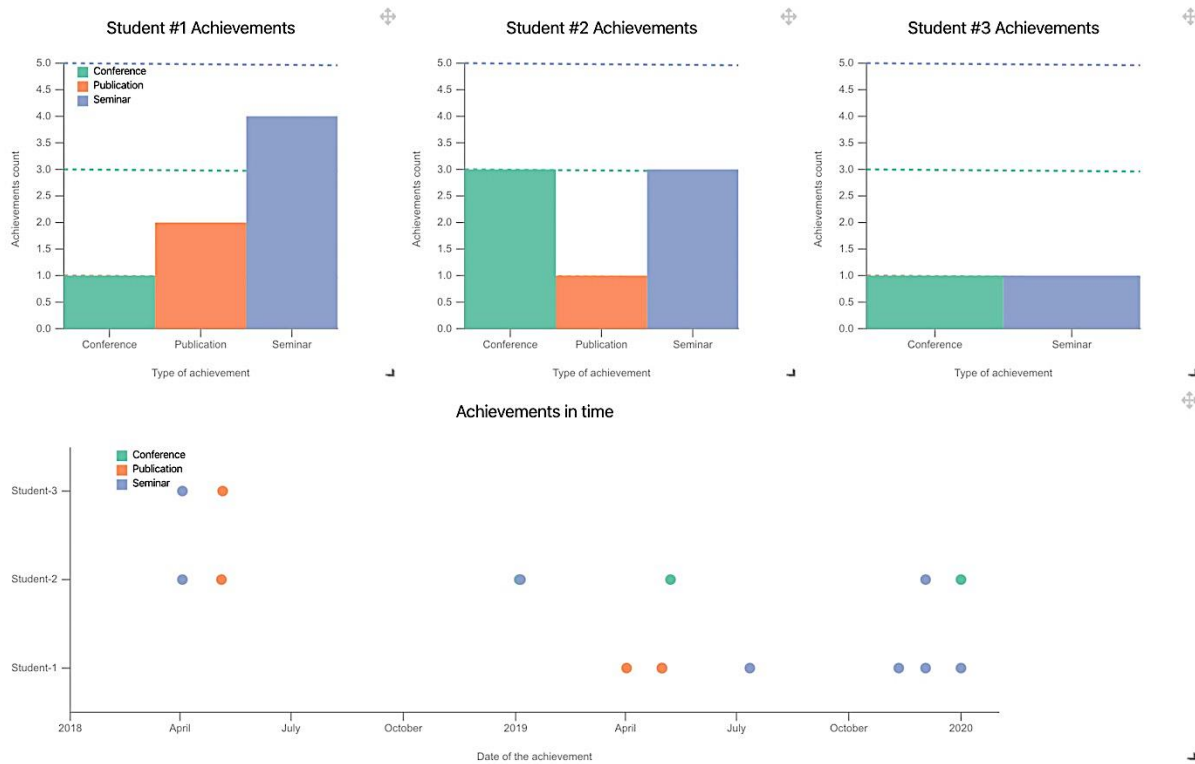 Student #1 Achievements
5.0
4.5
4.0
3.5
3.0
2.5
2.0
1.5
1.0
0.5
0.0
Achievements count
Conference
Publication
Seminar
Conference Publication Seminar
Type of achievement
Student #2 Achievements
5.0
4.5
4.0
3.5
3.0
2.5
2.0
1.5
1.0
0.5
0.0
Achievements count
Conference Publication Seminar
Type of achievement
Student #3 Achievements
5.0
4.5
4.0
3.5
3.0
2.5
2.0
1.5
1.0
0.5
0.0
Achievements count
Conference Seminar
Type of achievement
Achievements in time
Conference
Publication
Seminar
Student-3
Student-2
Student-1
2018 April July October 2019 April July October 2020
Date of the achievement